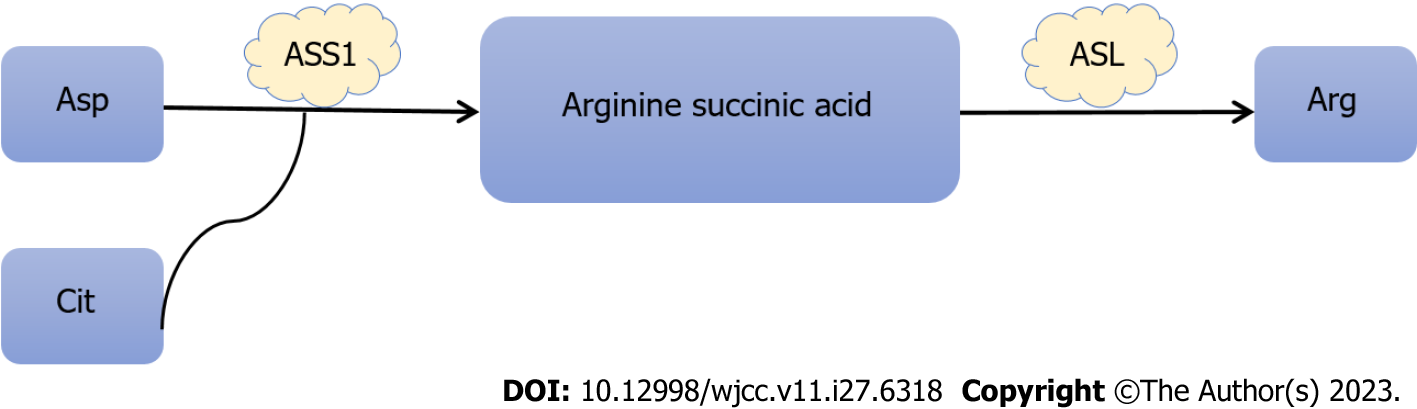 ASS1
ASL
Asp
Arginine succinic acid
Arg
Cit
DOI: 10.12998/wjcc.v11.i27.6318 Copyright ©The Author(s) 2023.